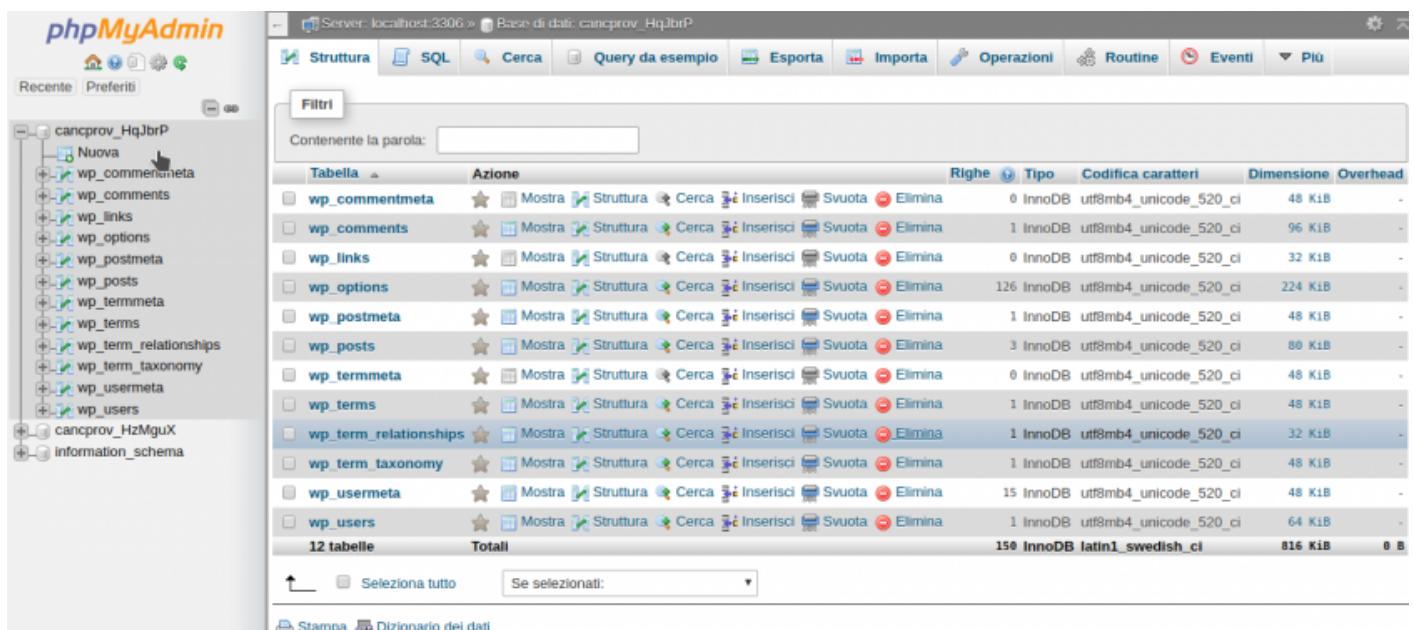 phpMyAdmin
Recente Preferiti
cancprov_HqJbrP
Nuova
wp_commentmeta
wp_comments
wp_links
wp_options
wp_postmeta
wp_posts
wp_termmeta
wp_terms
wp_term_relationships
wp_term_taxonomy
wp_usermeta
wp_users
cancprov_HzMguX
information_schema
Server: localhost:3306 » Base di dati: cancprov_HqJbrP
Struttura SQL Cerca Query da esempio Esporta Importa Operazioni Routine Eventi Più
Filtri
Contenente la parola:
Tabella Azione Righe Tipo Codifica caratteri Dimensione Overhead
wp_commentmeta Mostra Struttura Cerca Inserisci Svuota Elimina 0 InnoDB utf8mb4_unicode_520_ci 48 KiB -
wp_comments Mostra Struttura Cerca Inserisci Svuota Elimina 1 InnoDB utf8mb4_unicode_520_ci 96 KiB -
wp_links Mostra Struttura Cerca Inserisci Svuota Elimina 0 InnoDB utf8mb4_unicode_520_ci 32 KiB -
wp_options Mostra Struttura Cerca Inserisci Svuota Elimina 126 InnoDB utf8mb4_unicode_520_ci 224 KiB -
wp_postmeta Mostra Struttura Cerca Inserisci Svuota Elimina 1 InnoDB utf8mb4_unicode_520_ci 48 KiB -
wp_posts Mostra Struttura Cerca Inserisci Svuota Elimina 3 InnoDB utf8mb4_unicode_520_ci 80 KiB -
wp_termmeta Mostra Struttura Cerca Inserisci Svuota Elimina 0 InnoDB utf8mb4_unicode_520_ci 48 KiB -
wp_terms Mostra Struttura Cerca Inserisci Svuota Elimina 1 InnoDB utf8mb4_unicode_520_ci 48 KiB -
wp_term_relationships Mostra Struttura Cerca Inserisci Svuota Elimina 1 InnoDB utf8mb4_unicode_520_ci 32 KiB -
wp_term_taxonomy Mostra Struttura Cerca Inserisci Svuota Elimina 1 InnoDB utf8mb4_unicode_520_ci 48 KiB -
wp_usermeta Mostra Struttura Cerca Inserisci Svuota Elimina 15 InnoDB utf8mb4_unicode_520_ci 48 KiB -
wp_users Mostra Struttura Cerca Inserisci Svuota Elimina 1 InnoDB utf8mb4_unicode_520_ci 64 KiB -
12 tabelle Totali 150 InnoDB latin1_swedish_ci 816 KiB 0 B
Seleziona tutto Se selezionati:
Stampa Dizionario dei dati